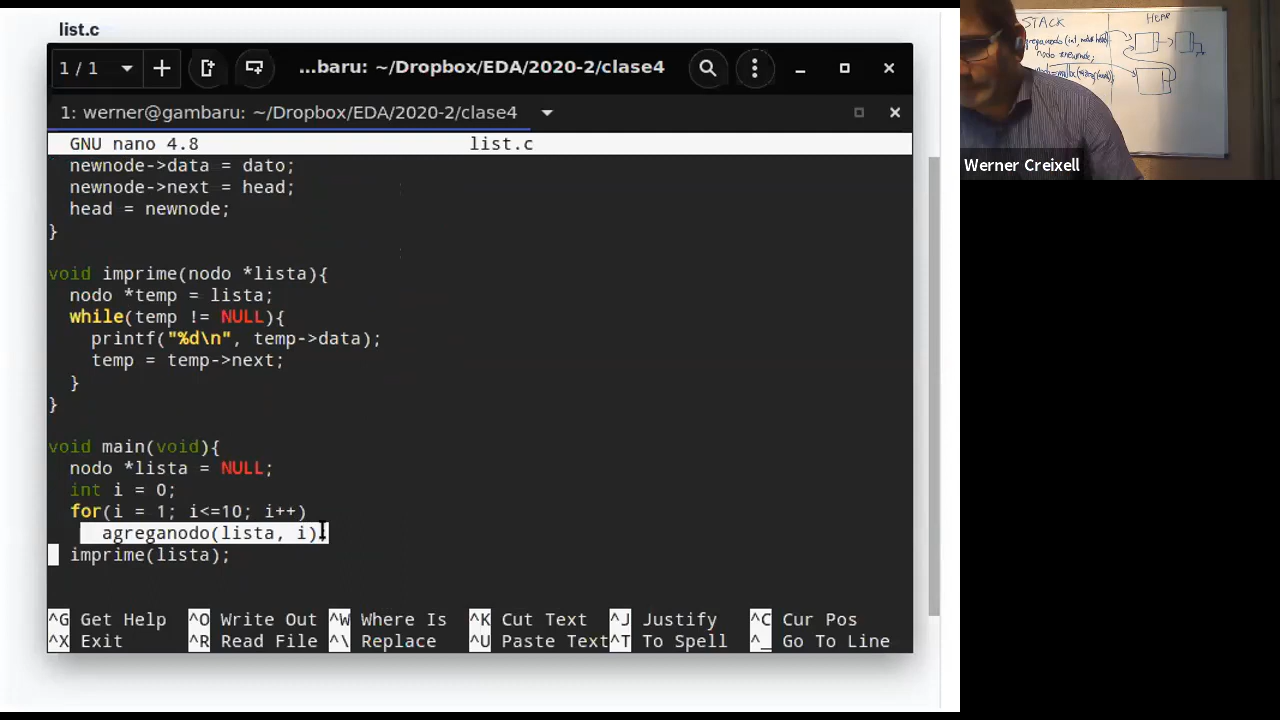 list.c
1 / 1
...baru: ~/Dropbox/EDA/2020-2/clase4
1: werner@gambaru: ~/Dropbox/EDA/2020-2/clase4
GNU nano 4.8 list.c
newnode->data = dato;
newnode->next = head;
head = newnode;
}
void imprime(nodo *lista){
nodo *temp = lista;
while(temp != NULL){
printf("%d\n", temp->data);
temp = temp->next;
}
}
void main(void){
nodo *lista = NULL;
int i = 0;
for(i = 1; i<=10; i++)
agreganodo(lista, i);
imprime(lista);
^G Get Help ^O Write Out ^W Where Is ^K Cut Text ^J Justify ^C Cur Pos
^X Exit ^R Read File ^\ Replace ^U Paste Text ^T To Spell ^_ Go To Line
STACK
HEAP
Werner Creixell